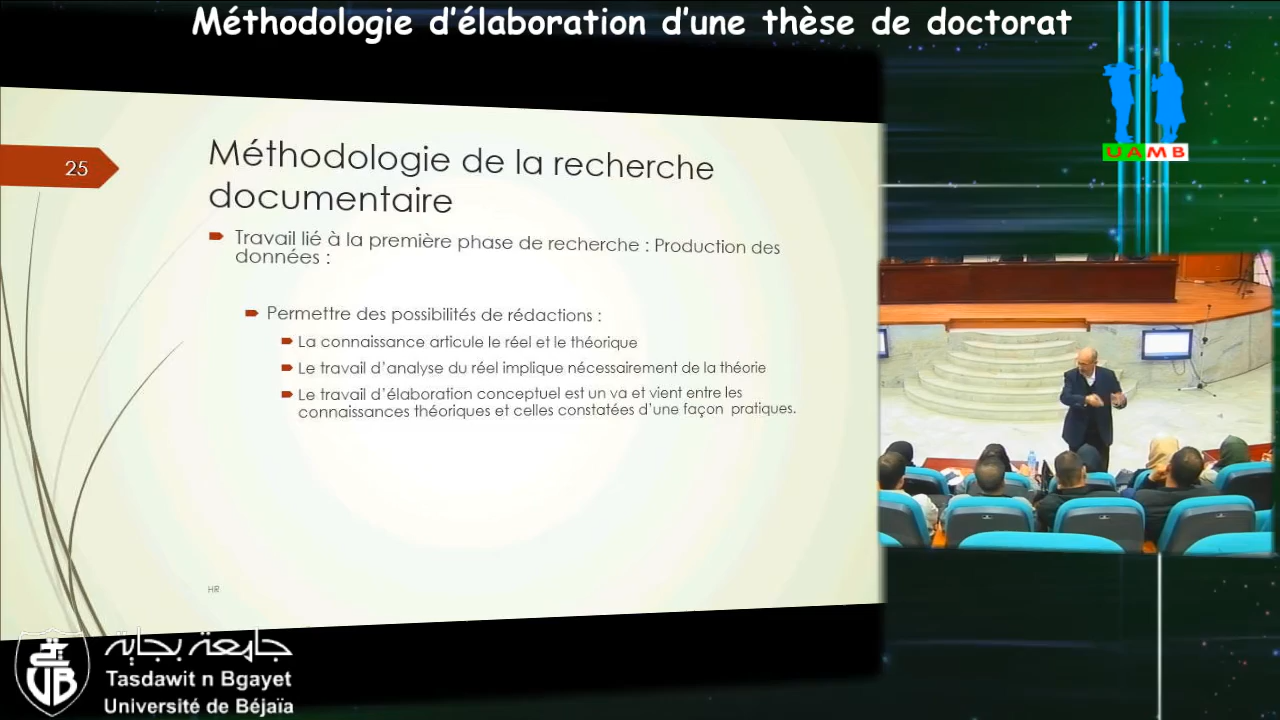 Méthodologie d'élaboration d'une thèse de doctorat
UAMB
25
Méthodologie de la recherche
documentaire
Travail lié à la première phase de recherche : Production des
données :
Permettre des possibilités de rédactions :
La connaissance articule le réel et le théorique
Le travail d'analyse du réel implique nécessairement de la théorie
Le travail d'élaboration conceptuel est un va et vient entre les
connaissances théoriques et celles constatées d'une façon pratiques.
HR
UB
جامعة بجاية
Tasdawit n Bgayet
Université de Béjaïa